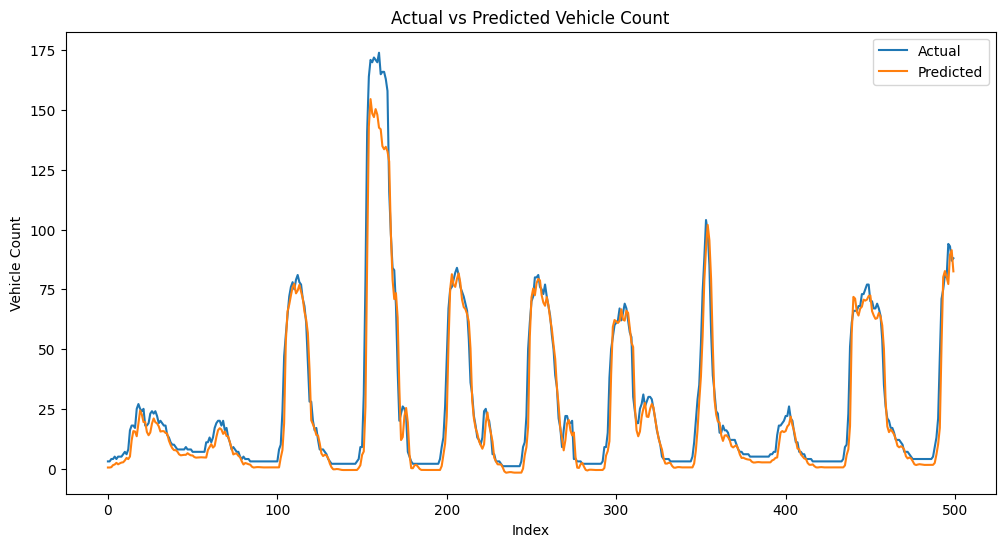 Actual vs Predicted Vehicle Count
Actual
Predicted
175
150
125
100
75
50
25
0
Vehicle Count
0 100 200 300 400 500
Index